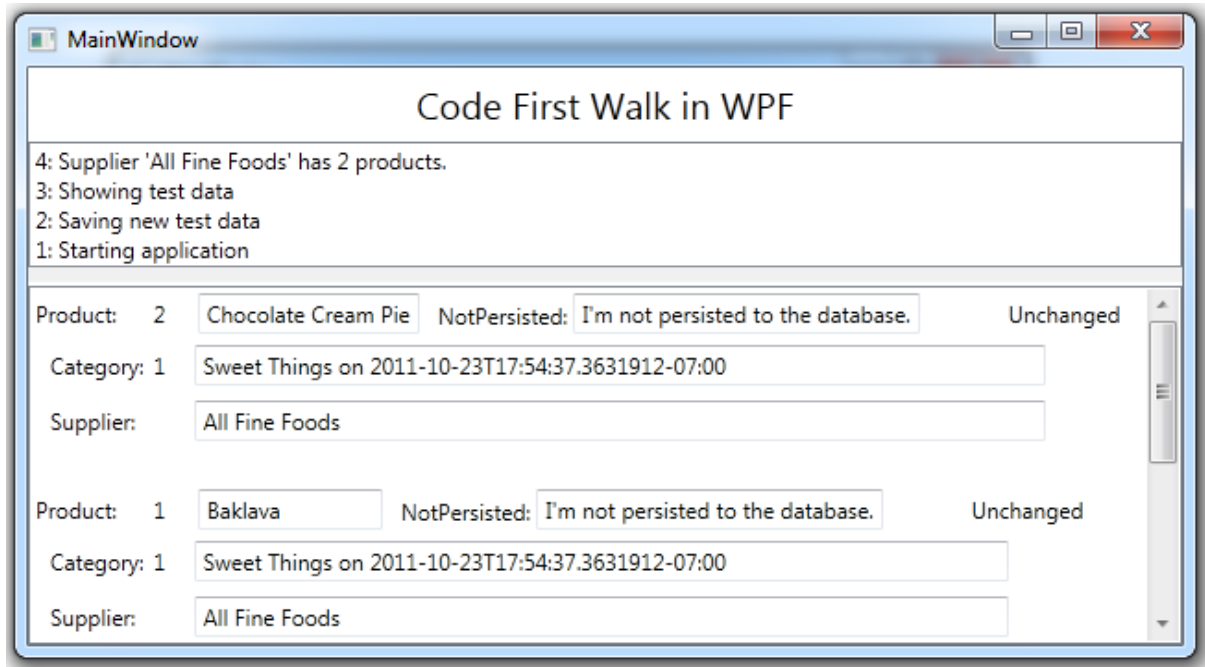 MainWindow
Code First Walk in WPF
4: Supplier 'All Fine Foods' has 2 products.
3: Showing test data
2: Saving new test data
1: Starting application
Product: 2 Chocolate Cream Pie NotPersisted: I'm not persisted to the database. Unchanged
Category: 1 Sweet Things on 2011-10-23T17:54:37.3631912-07:00
Supplier: All Fine Foods
Product: 1 Baklava NotPersisted: I'm not persisted to the database. Unchanged
Category: 1 Sweet Things on 2011-10-23T17:54:37.3631912-07:00
Supplier: All Fine Foods